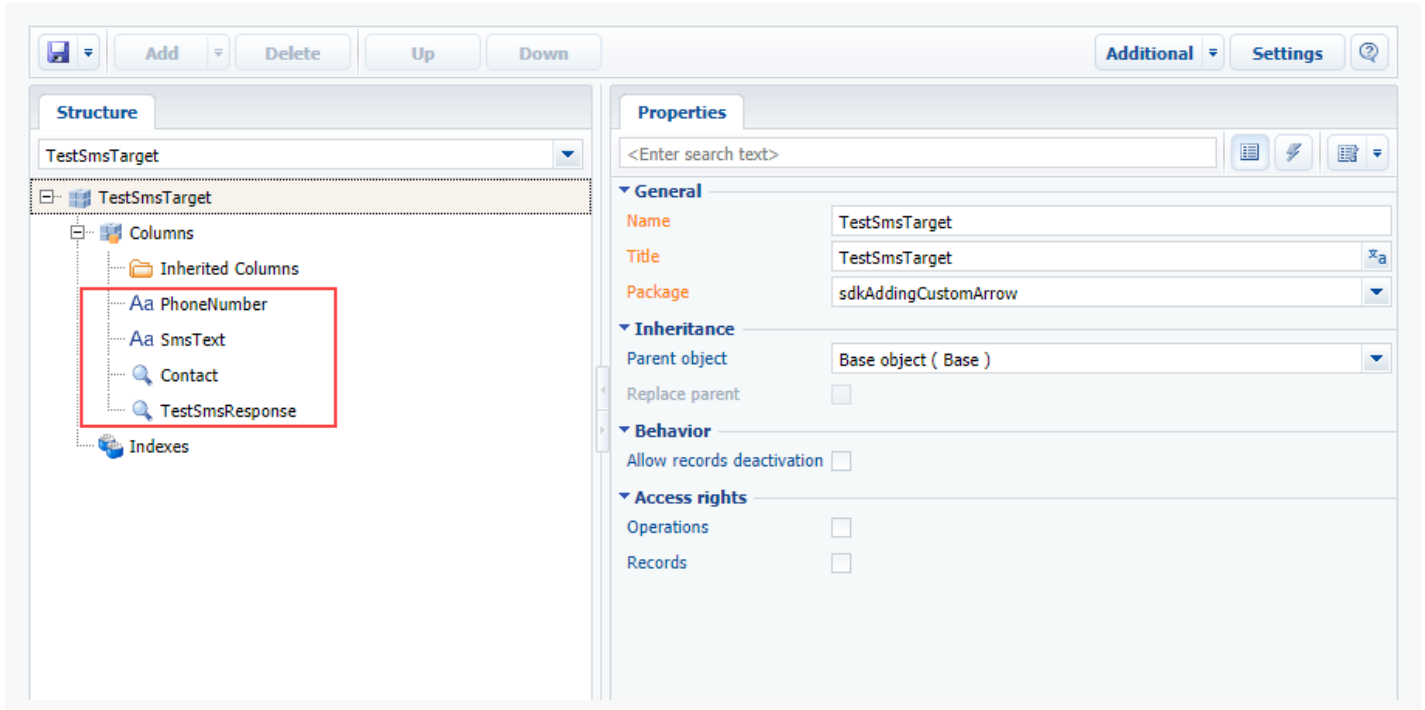 Add Delete Up Down Additional Settings
Structure
TestSmsTarget
TestSmsTarget
Columns
Inherited Columns
Aa PhoneNumber
Aa SmsText
Contact
TestSmsResponse
Indexes
Properties
<Enter search text>
General
Name TestSmsTarget
Title TestSmsTarget
Package sdkAddingCustomArrow
Inheritance
Parent object Base object ( Base )
Replace parent
Behavior
Allow records deactivation
Access rights
Operations
Records